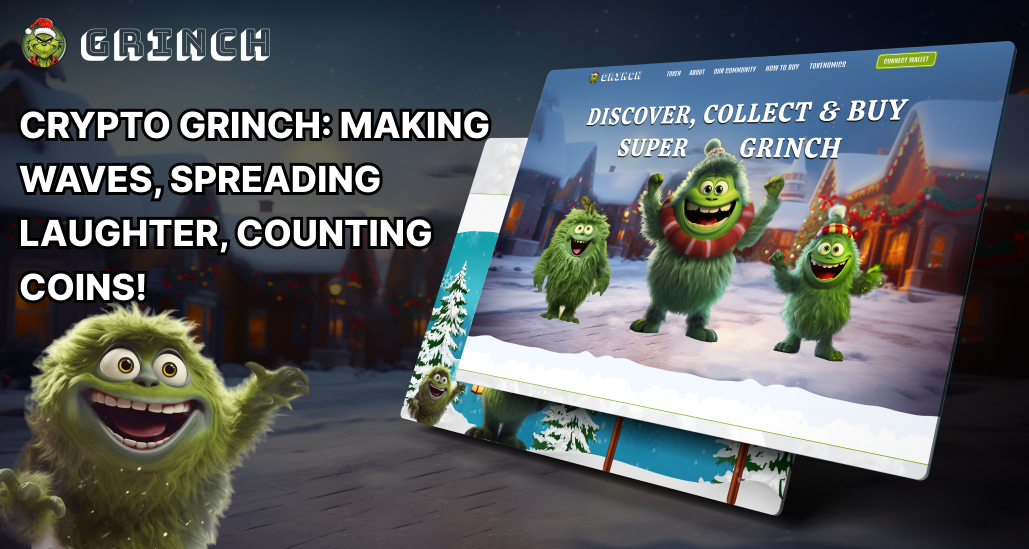 GRINCH
CRYPTO GRINCH: MAKING
WAVES, SPREADING
LAUGHTER, COUNTING
COINS!
GRINCH
TOKEN ABOUT OUR COMMUNITY HOW TO BUY TOKENOMICS CONNECT WALLET
DISCOVER, COLLECT & BUY
SUPER GRINCH